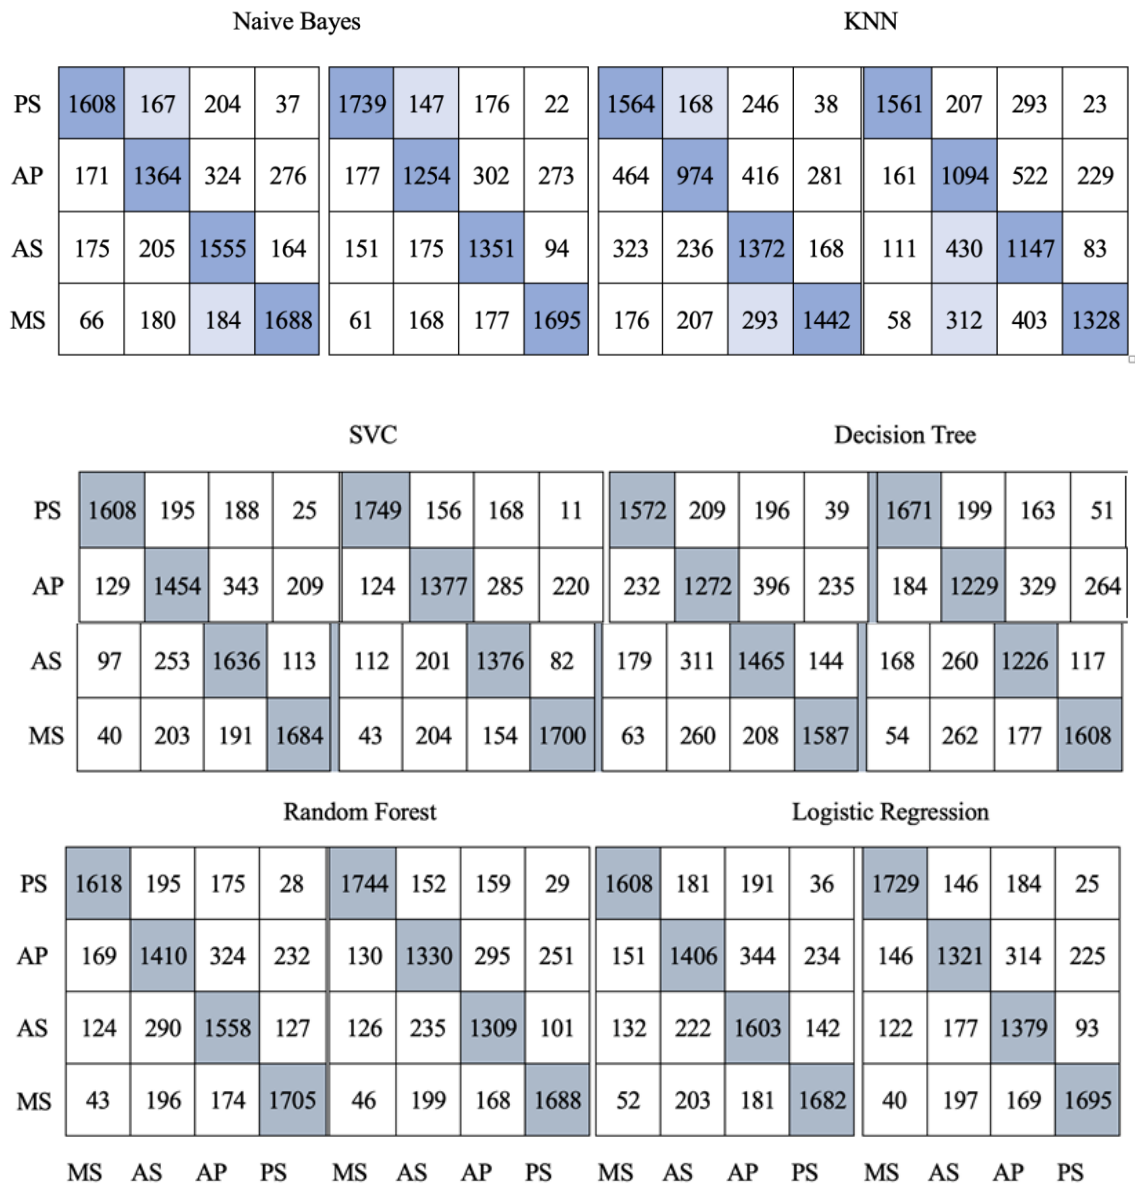 Naive Bayes KNN
PS 1608 167 204 37 1739 147 176 22 1564 168 246 38 1561 207 293 23
AP 171 1364 324 276 177 1254 302 273 464 974 416 281 161 1094 522 229
AS 175 205 1555 164 151 175 1351 94 323 236 1372 168 111 430 1147 83
MS 66 180 184 1688 61 168 177 1695 176 207 293 1442 58 312 403 1328
SVC Decision Tree
PS 1608 195 188 25 1749 156 168 11 1572 209 196 39 1671 199 163 51
AP 129 1454 343 209 124 1377 285 220 232 1272 396 235 184 1229 329 264
AS 97 253 1636 113 112 201 1376 82 179 311 1465 144 168 260 1226 117
MS 40 203 191 1684 43 204 154 1700 63 260 208 1587 54 262 177 1608
Random Forest Logistic Regression
PS 1618 195 175 28 1744 152 159 29 1608 181 191 36 1729 146 184 25
AP 169 1410 324 232 130 1330 295 251 151 1406 344 234 146 1321 314 225
AS 124 290 1558 127 126 235 1309 101 132 222 1603 142 122 177 1379 93
MS 43 196 174 1705 46 199 168 1688 52 203 181 1682 40 197 169 1695
MS AS AP PS MS AS AP PS MS AS AP PS MS AS AP PS